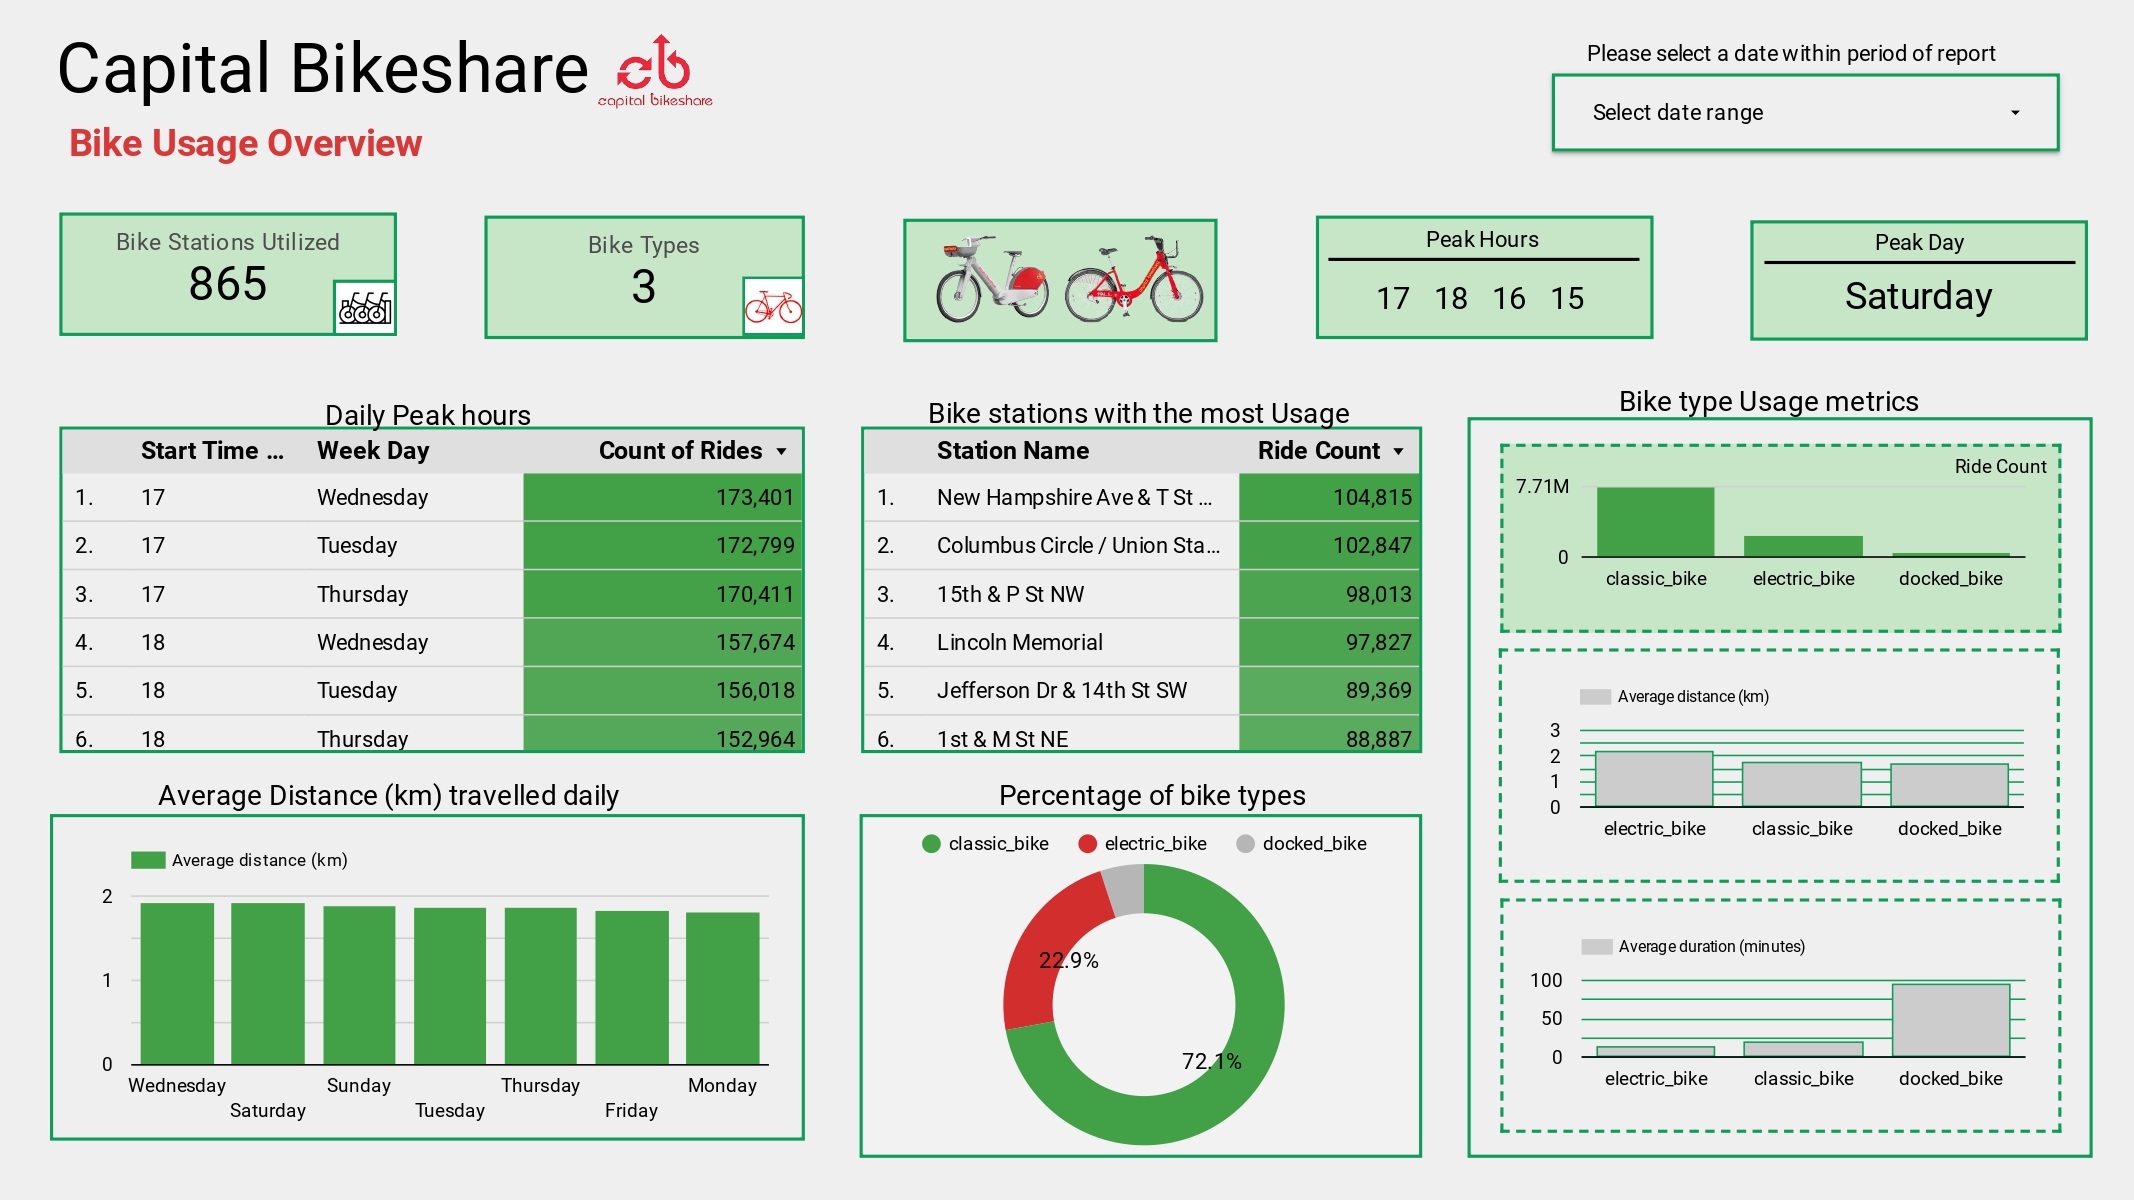 Capital Bikeshare
capital bikeshare
Bike Usage Overview
Please select a date within period of report
Select date range
Bike Stations Utilized
865
Bike Types
3
Peak Hours
17 18 16 15
Peak Day
Saturday
Daily Peak hours
Start Time ... Week Day Count of Rides
1. 17 Wednesday 173,401
2. 17 Tuesday 172,799
3. 17 Thursday 170,411
4. 18 Wednesday 157,674
5. 18 Tuesday 156,018
6. 18 Thursday 152,964
Bike stations with the most Usage
Station Name Ride Count
1. New Hampshire Ave & T St ... 104,815
2. Columbus Circle / Union Sta... 102,847
3. 15th & P St NW 98,013
4. Lincoln Memorial 97,827
5. Jefferson Dr & 14th St SW 89,369
6. 1st & M St NE 88,887
Bike type Usage metrics
Ride Count
7.71M
0
classic_bike electric_bike docked_bike
Average distance (km)
3
2
1
0
electric_bike classic_bike docked_bike
Average duration (minutes)
100
50
0
electric_bike classic_bike docked_bike
Average Distance (km) travelled daily
Average distance (km)
2
1
0
Wednesday Sunday Thursday Monday
Saturday Tuesday Friday
Percentage of bike types
classic_bike electric_bike docked_bike
22.9%
72.1%